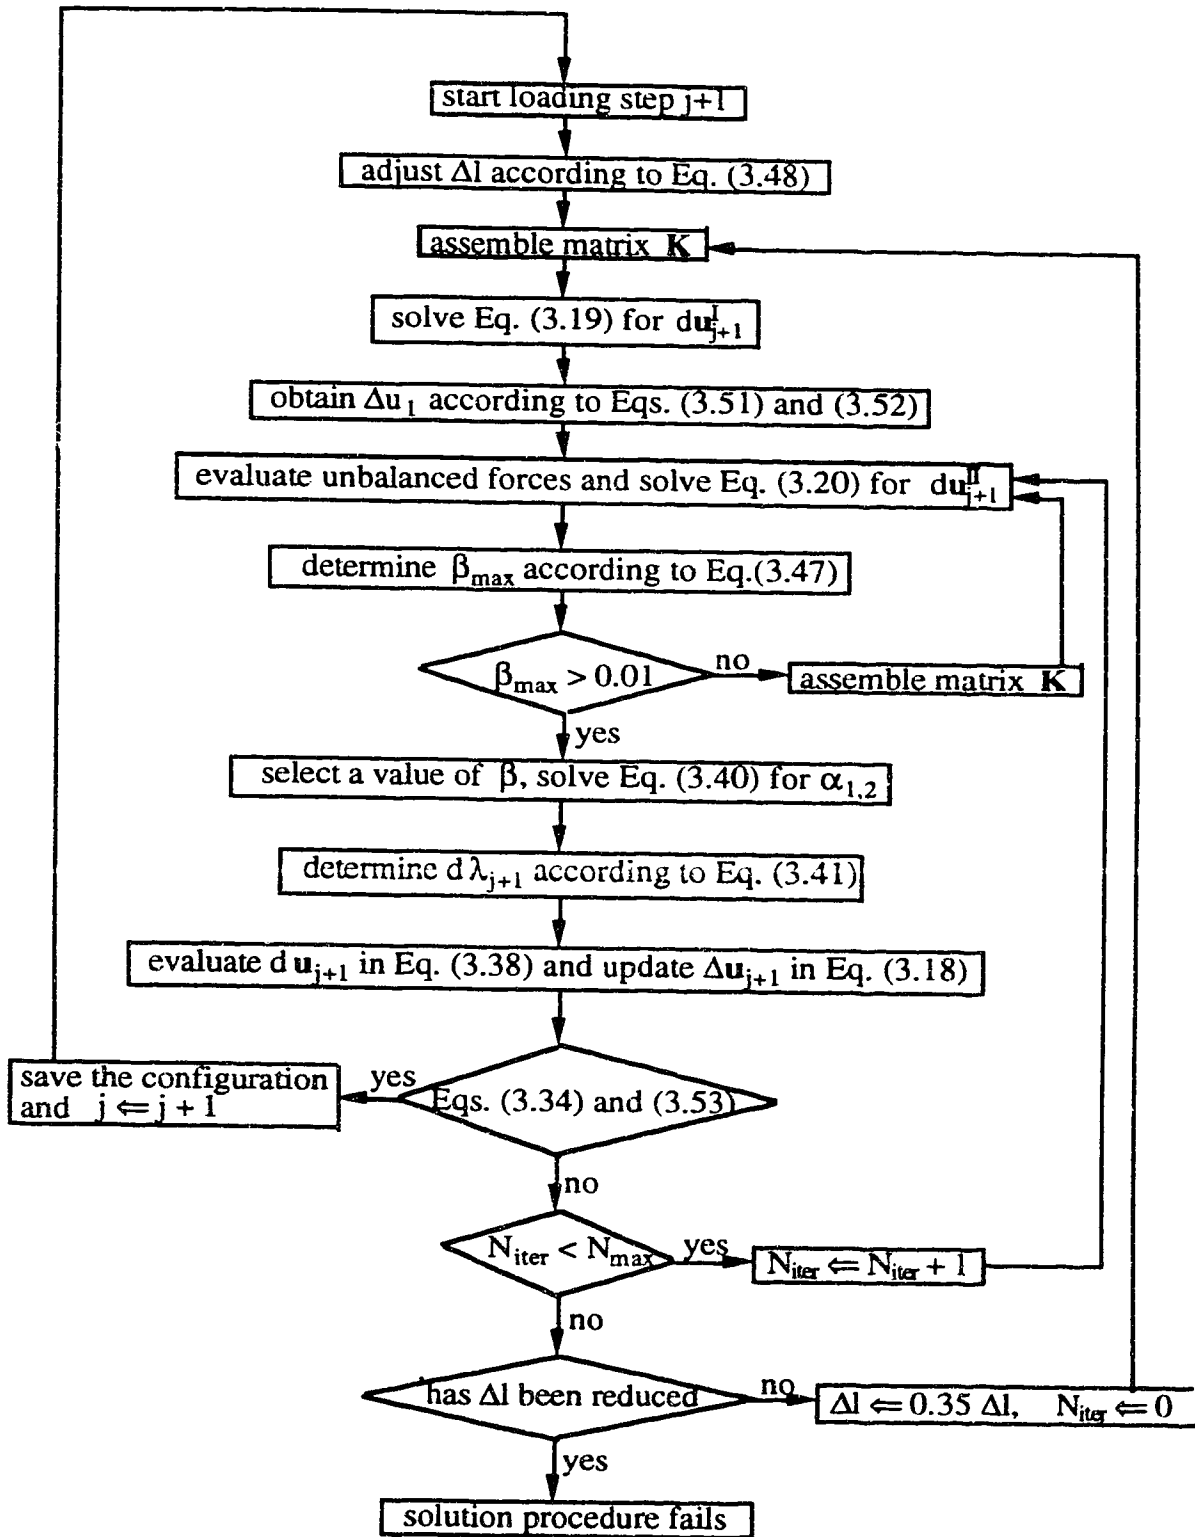 start loading step j+1
adjust Δl according to Eq. (3.48)
assemble matrix K
solve Eq. (3.19) for du^I_{j+1}
obtain Δu_1 according to Eqs. (3.51) and (3.52)
evaluate unbalanced forces and solve Eq. (3.20) for du^{II}_{j+1}
determine β_max according to Eq.(3.47)
β_max > 0.01
no
assemble matrix K
yes
select a value of β, solve Eq. (3.40) for α_{1,2}
determine dλ_{j+1} according to Eq. (3.41)
evaluate du_{j+1} in Eq. (3.38) and update Δu_{j+1} in Eq. (3.18)
save the configuration
and j ⇐ j + 1
yes
Eqs. (3.34) and (3.53)
no
N_iter < N_max
yes
N_iter ⇐ N_iter + 1
no
has Δl been reduced
no
Δl ⇐ 0.35 Δl, N_iter ⇐ 0
yes
solution procedure fails